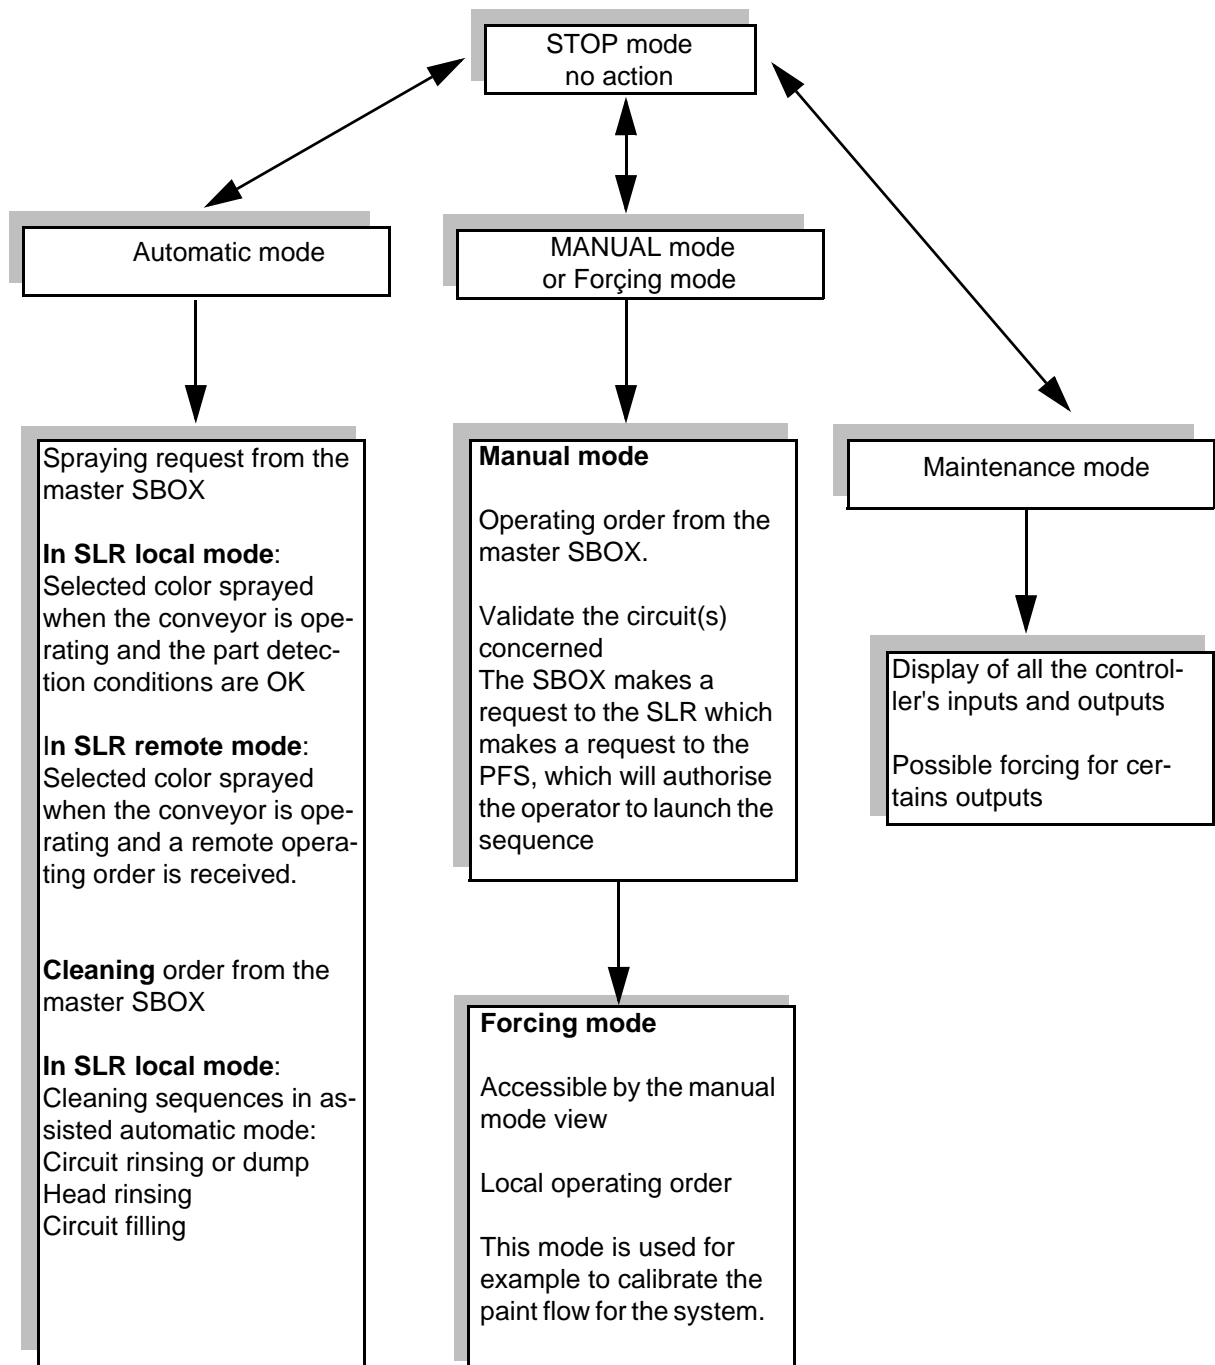 STOP mode
no action
Automatic mode
MANUAL mode
or Forçing mode
Spraying request from the
master SBOX
In SLR local mode:
Selected color sprayed
when the conveyor is ope-
rating and the part detec-
tion conditions are OK
In SLR remote mode:
Selected color sprayed
when the conveyor is ope-
rating and a remote opera-
ting order is received.
Cleaning order from the
master SBOX
In SLR local mode:
Cleaning sequences in as-
sisted automatic mode:
Circuit rinsing or dump
Head rinsing
Circuit filling
Manual mode
Operating order from the
master SBOX.
Validate the circuit(s)
concerned
The SBOX makes a
request to the SLR which
makes a request to the
PFS, which will authorise
the operator to launch the
sequence
Forcing mode
Accessible by the manual
mode view
Local operating order
This mode is used for
example to calibrate the
paint flow for the system.
Maintenance mode
Display of all the control-
ler's inputs and outputs
Possible forcing for cer-
tains outputs